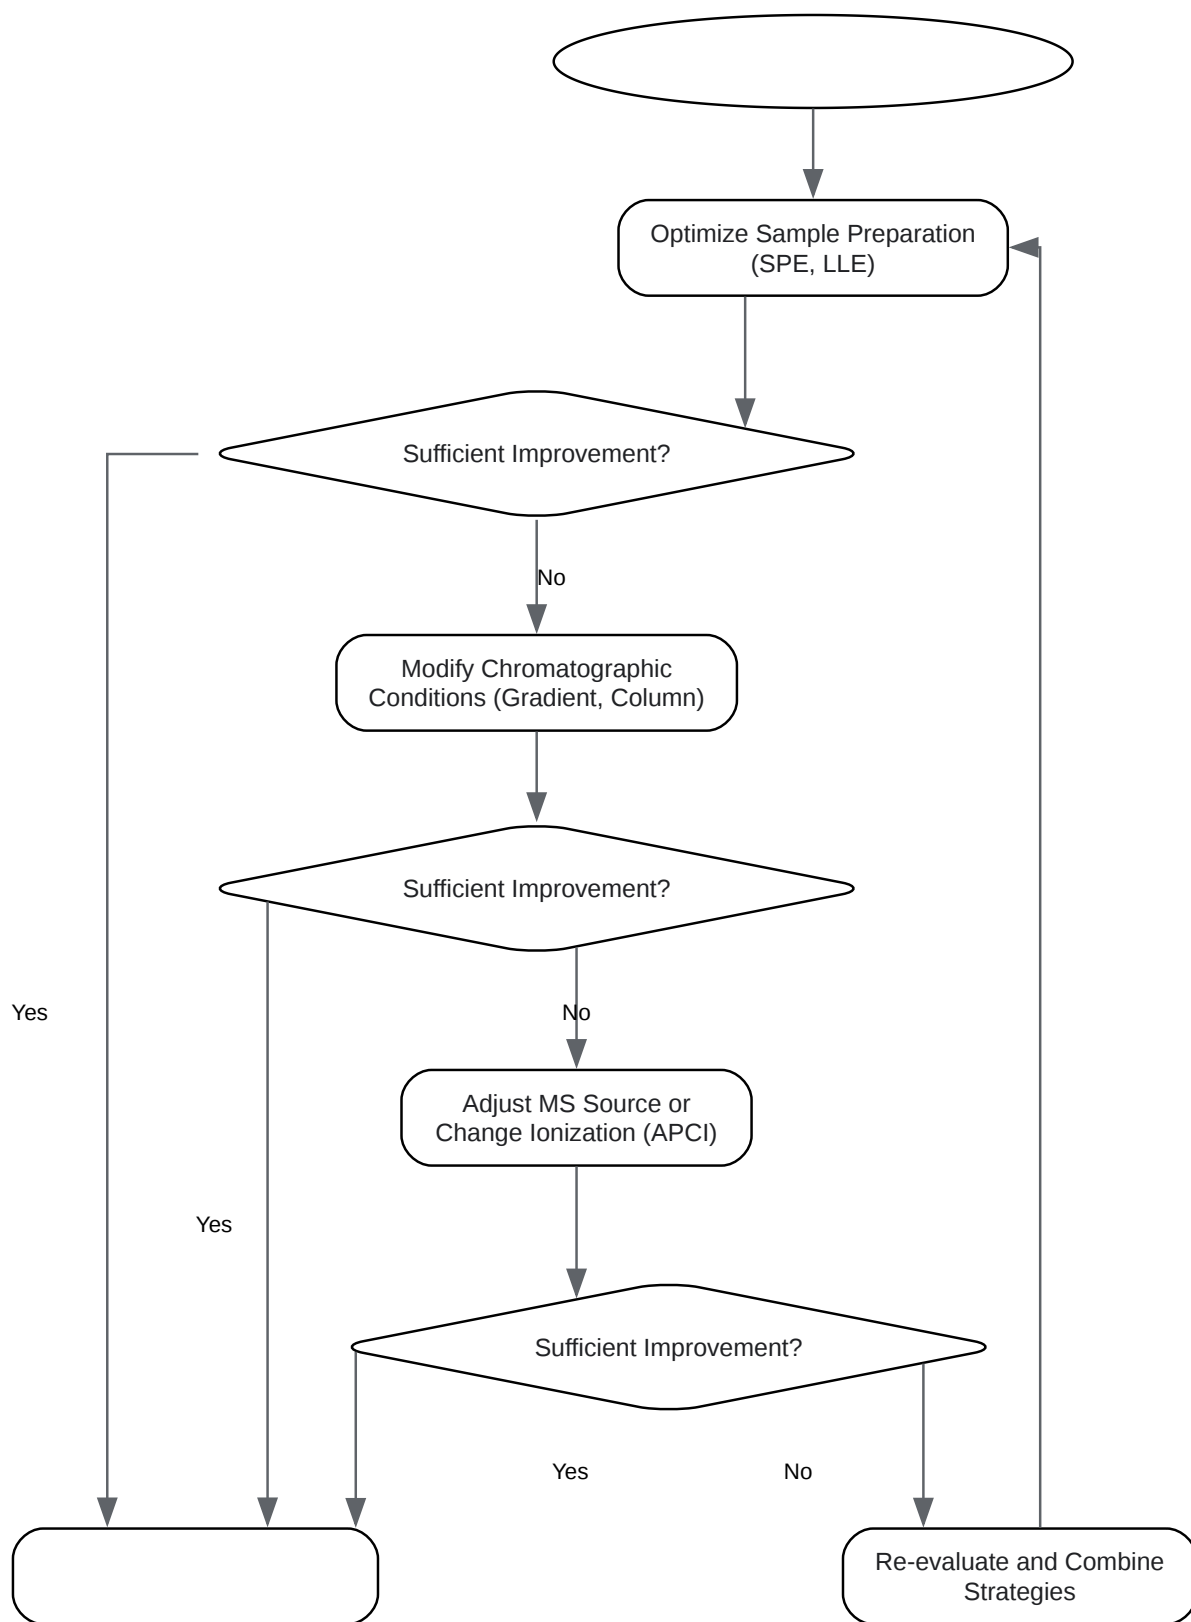 Optimize Sample Preparation
(SPE, LLE)
Sufficient Improvement?
No
Modify Chromatographic
Conditions (Gradient, Column)
Sufficient Improvement?
Yes
No
Adjust MS Source or
Change Ionization (APCI)
Yes
Sufficient Improvement?
Yes
No
Re-evaluate and Combine
Strategies